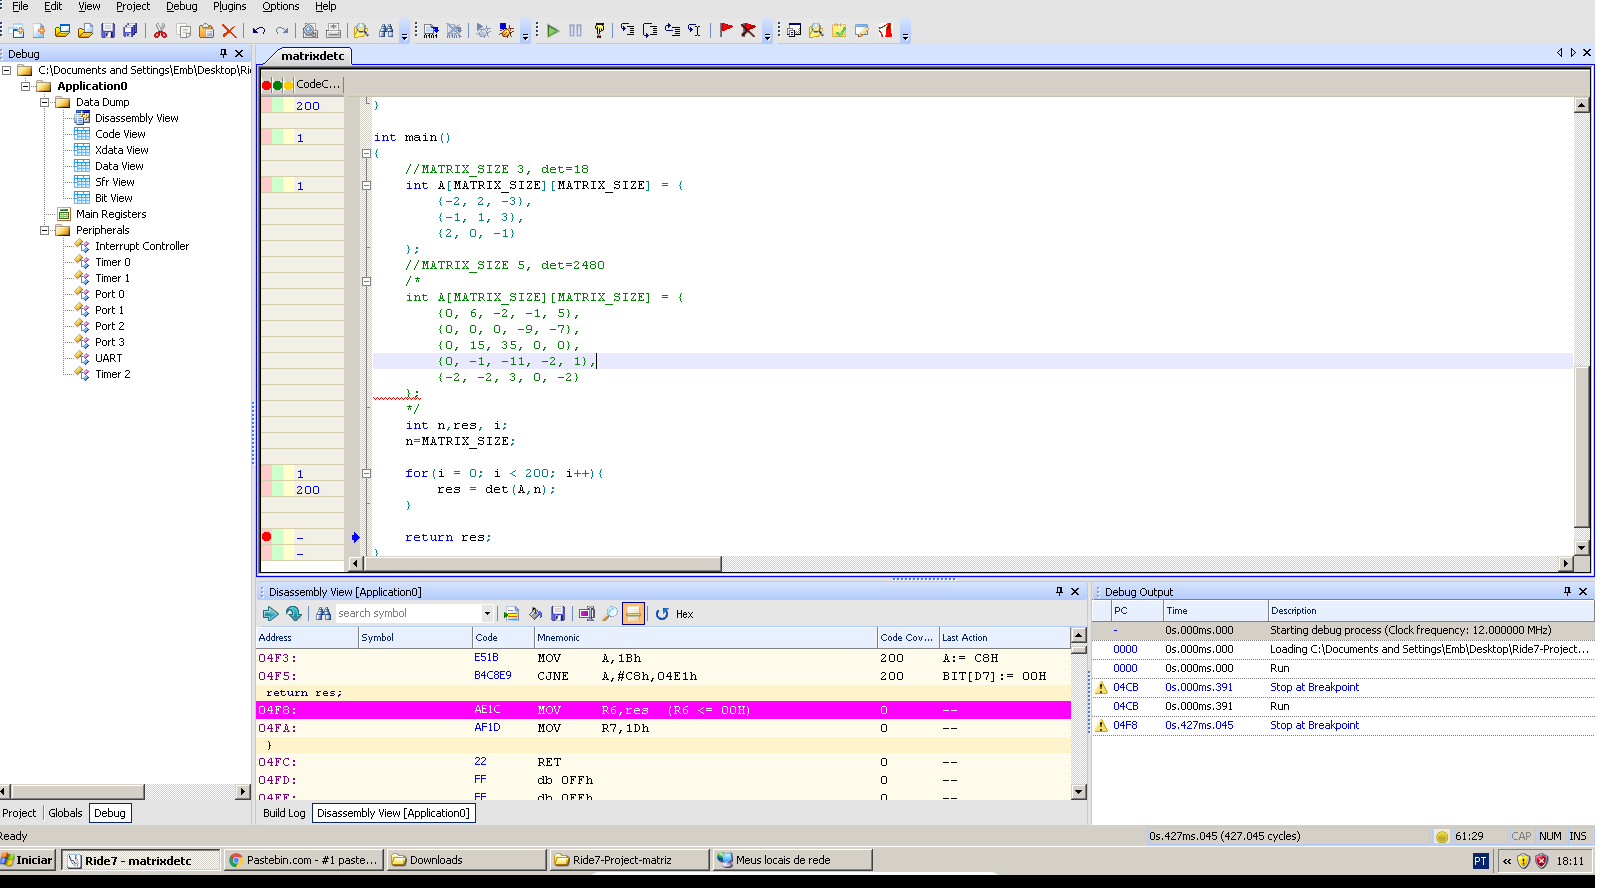 File Edit View Project Debug Plugins Options Help
Debug
C:\Documents and Settings\Emb\Desktop\Ri
Application0
Data Dump
Disassembly View
Code View
Xdata View
Data View
Sfr View
Bit View
Main Registers
Peripherals
Interrupt Controller
Timer 0
Timer 1
Port 0
Port 1
Port 2
Port 3
UART
Timer 2
Project Globals Debug
matrixdetc
CodeC...
200 }
1 int main()
{
//MATRIX_SIZE 3, det=18
1 int A[MATRIX_SIZE][MATRIX_SIZE] = {
{-2, 2, -3},
{-1, 1, 3},
{2, 0, -1}
};
//MATRIX_SIZE 5, det=2480
/*
int A[MATRIX_SIZE][MATRIX_SIZE] = {
{0, 6, -2, -1, 5},
{0, 0, 0, -9, -7},
{0, 15, 35, 0, 0},
{0, -1, -11, -2, 1},
{-2, -2, 3, 0, -2}
};
*/
int n,res, i;
n=MATRIX_SIZE;
1 for(i = 0; i < 200; i++){
200 res = det(A,n);
}
- return res;
- }
Disassembly View [Application0]
search symbol Hex
Address Symbol Code Mnemonic Code Cov... Last Action
04F3: E51B MOV A,1Bh 200 A:= C8H
04F5: B4C8E9 CJNE A,#C8h,04E1h 200 BIT[D7]:= 00H
return res;
04F8: AE1C MOV R6,res (R6 <= 00H) 0 --
04FA: AF1D MOV R7,1Dh 0 --
}
04FC: 22 RET 0 --
04FD: FF db 0FFh 0 --
04FE: FF db 0FFh 0 --
Build Log Disassembly View [Application0]
Debug Output
PC Time Description
- 0s.000ms.000 Starting debug process (Clock frequency: 12.000000 MHz)
0000 0s.000ms.000 Loading C:\Documents and Settings\Emb\Desktop\Ride7-Project...
0000 0s.000ms.000 Run
04CB 0s.000ms.391 Stop at Breakpoint
04CB 0s.000ms.391 Run
04F8 0s.427ms.045 Stop at Breakpoint
Ready 0s.427ms.045 (427.045 cycles) 61:29 CAP NUM INS
Iniciar Ride7 - matrixdetc Pastebin.com - #1 paste... Downloads Ride7-Project-matriz Meus locais de rede PT « 18:11